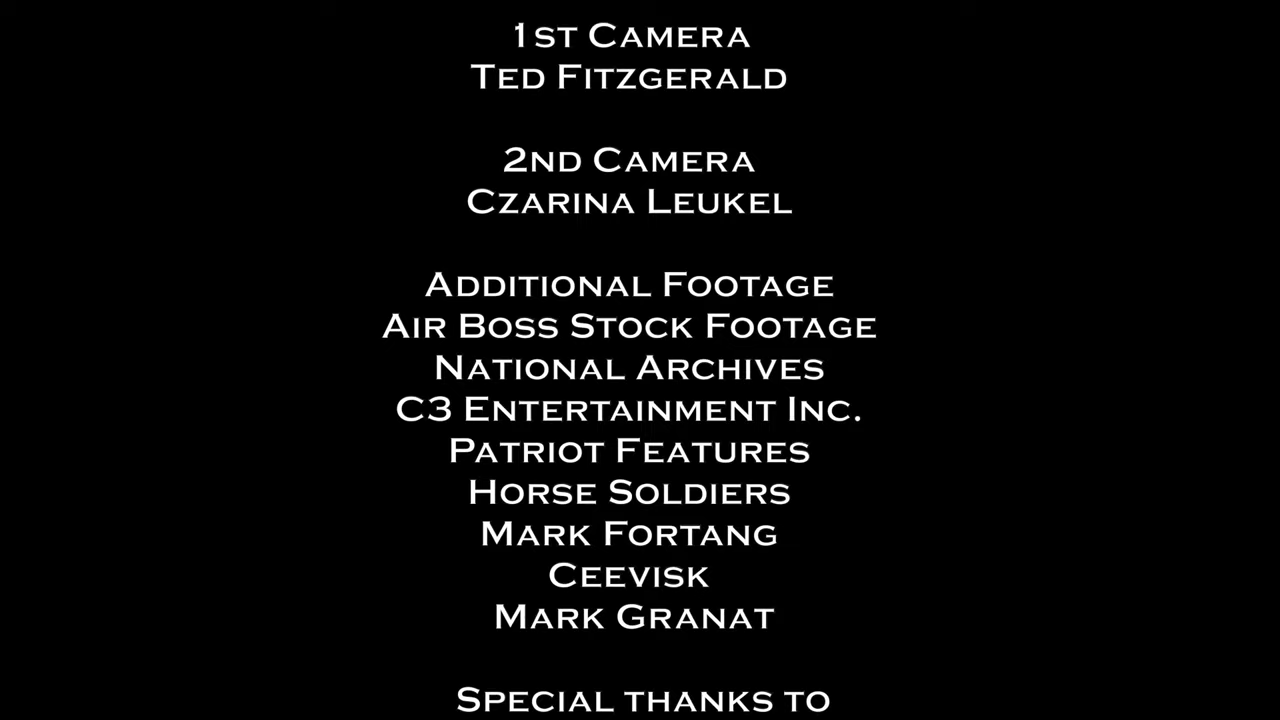 1st Camera
Ted Fitzgerald
2nd Camera
Czarina Leukel
Additional Footage
Air Boss Stock Footage
National Archives
C3 Entertainment Inc.
Patriot Features
Horse Soldiers
Mark Fortang
Ceevisk
Mark Granat
Special thanks to